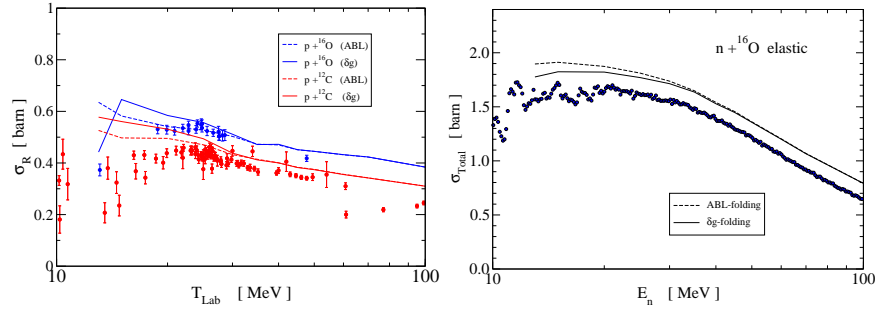 1
0.8
0.6
0.4
0.2
0
σ_R [ barn ]
p + ¹⁶O (ABL)
p + ¹⁶O (δg)
p + ¹²C (ABL)
p + ¹²C (δg)
10
100
T_Lab [ MeV ]
2.0
1.5
1.0
0.5
0.0
σ_Total [ barn ]
n + ¹⁶O elastic
ABL-folding
δg-folding
10
100
E_n [ MeV ]